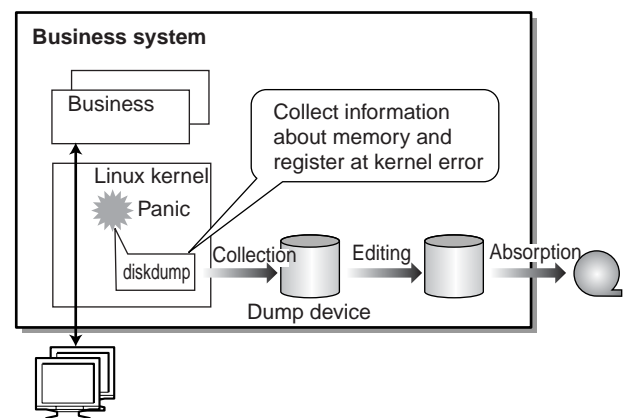 Business system
Business
Collect information
about memory and
register at kernel error
Linux kernel
Panic
diskdump
Collection
Editing
Absorption
Dump device